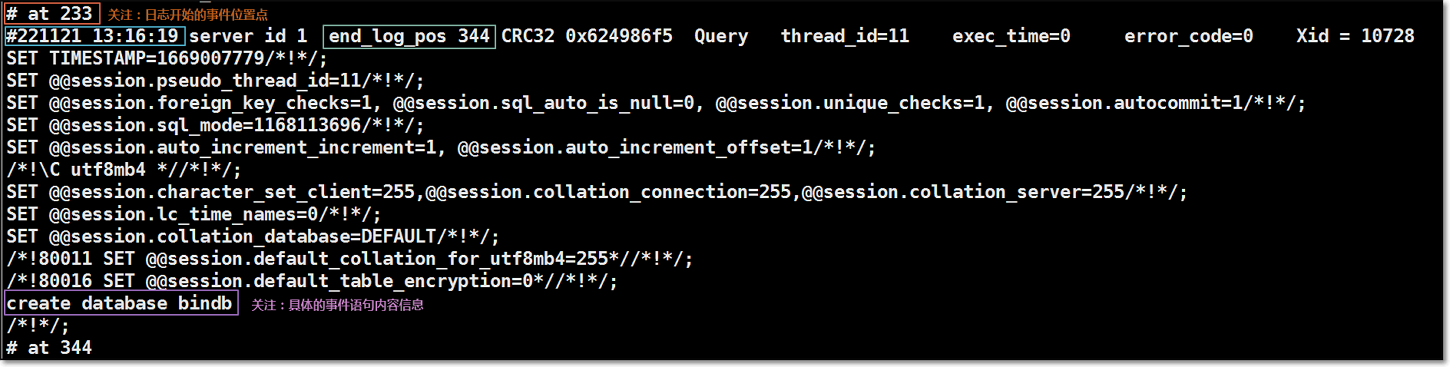 # at 233 关注：日志开始的事件位置点
#221121 13:16:19 server id 1 end_log_pos 344 CRC32 0x624986f5 Query thread_id=11 exec_time=0 error_code=0 Xid = 10728
SET TIMESTAMP=1669007779/*!*/;
SET @@session.pseudo_thread_id=11/*!*/;
SET @@session.foreign_key_checks=1, @@session.sql_auto_is_null=0, @@session.unique_checks=1, @@session.autocommit=1/*!*/;
SET @@session.sql_mode=1168113696/*!*/;
SET @@session.auto_increment_increment=1, @@session.auto_increment_offset=1/*!*/;
/*!\C utf8mb4 *//*!*/;
SET @@session.character_set_client=255,@@session.collation_connection=255,@@session.collation_server=255/*!*/;
SET @@session.lc_time_names=0/*!*/;
SET @@session.collation_database=DEFAULT/*!*/;
/*!80011 SET @@session.default_collation_for_utf8mb4=255*//*!*/;
/*!80016 SET @@session.default_table_encryption=0*//*!*/;
create database bindb 关注：具体的事件语句内容信息
/*!*/;
# at 344